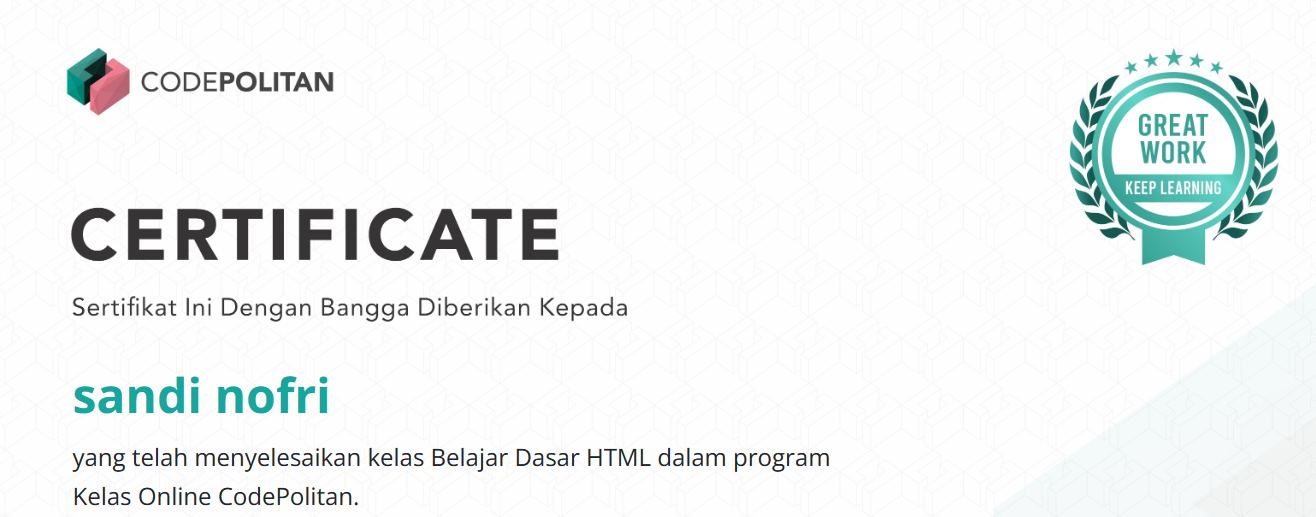 CODEPOLITAN
GREAT
WORK
KEEP LEARNING
CERTIFICATE
Sertifikat Ini Dengan Bangga Diberikan Kepada
sandi nofri
yang telah menyelesaikan kelas Belajar Dasar HTML dalam program
Kelas Online CodePolitan.